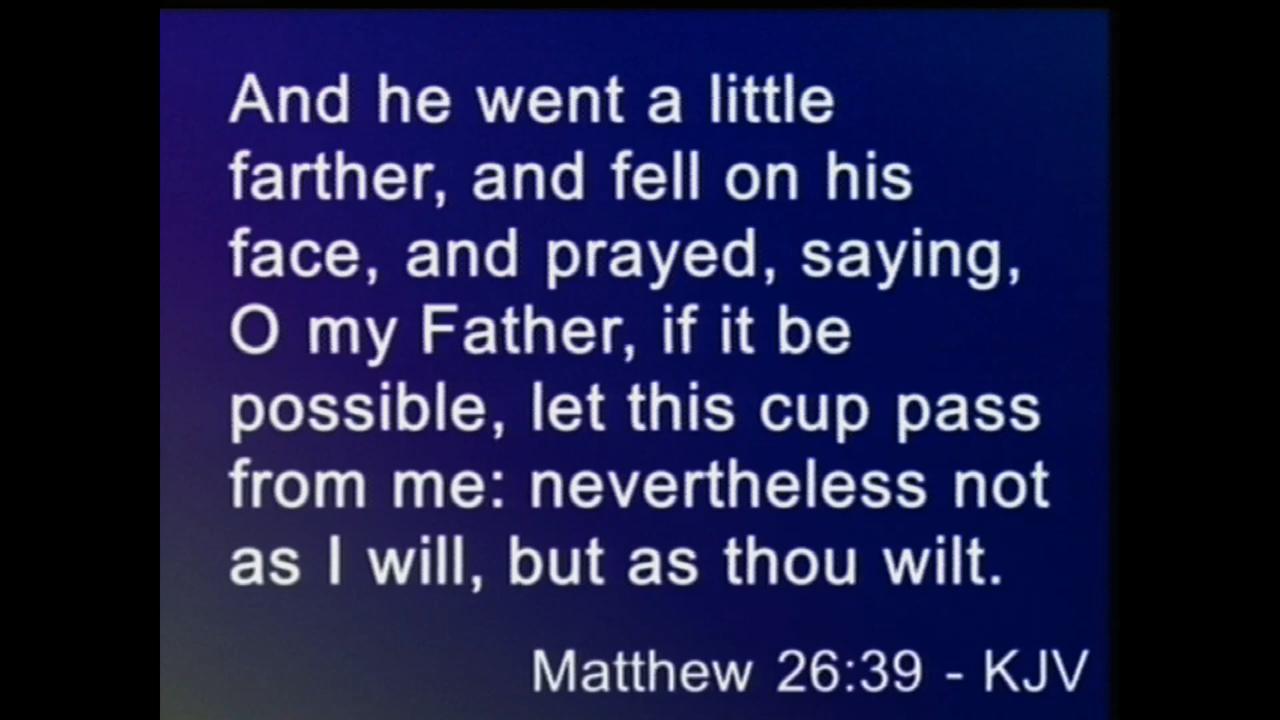 And he went a little
farther, and fell on his
face, and prayed, saying,
O my Father, if it be
possible, let this cup pass
from me: nevertheless not
as I will, but as thou wilt.
Matthew 26:39 - KJV